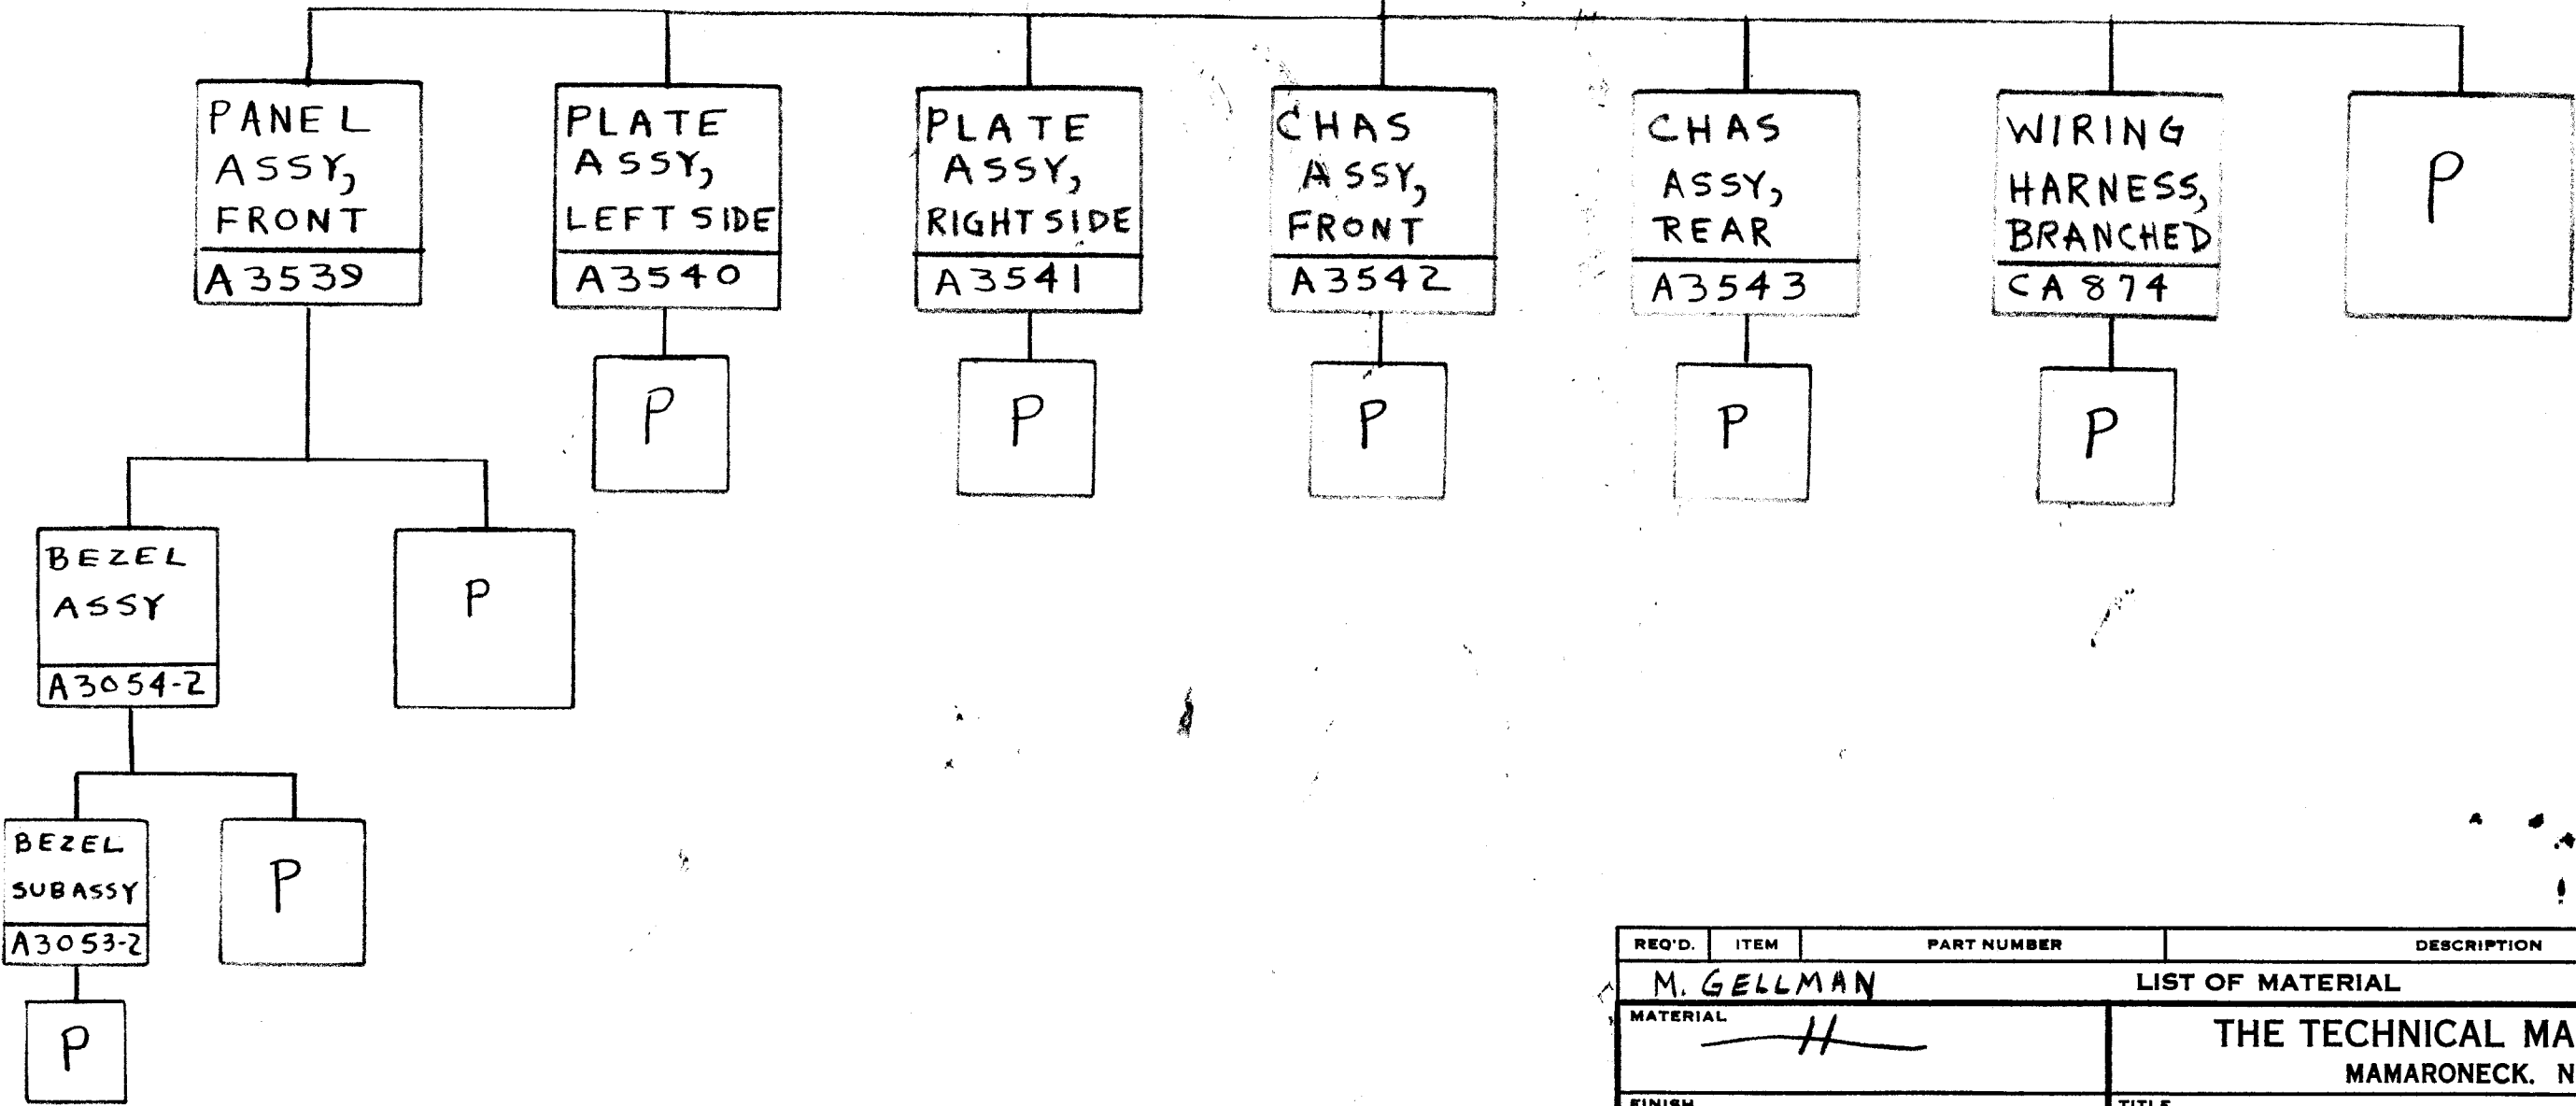 PANEL
ASSY,
FRONT
A3539
PLATE
ASSY,
LEFT SIDE
A3540
PLATE
ASSY,
RIGHT SIDE
A3541
CHAS
ASSY,
FRONT
A3542
CHAS
ASSY,
REAR
A3543
WIRING
HARNESS,
BRANCHED
CA874
P
P
P
P
P
P
BEZEL
ASSY
A3054-2
P
BEZEL
SUBASSY
A3053-2
P
P
REQ'D. ITEM PART NUMBER DESCRIPTION
M. GELLMAN LIST OF MATERIAL
MATERIAL
THE TECHNICAL MA
MAMARONECK. N
FINISH TITLE